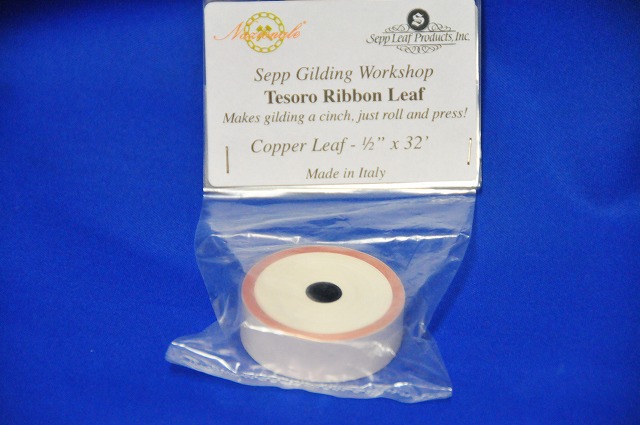 Nazionale
S
Sepp Leaf Products, Inc.
Sepp Gilding Workshop
Tesoro Ribbon Leaf
Makes gilding a cinch, just roll and press!
Copper Leaf - ½” x 32’
Made in Italy